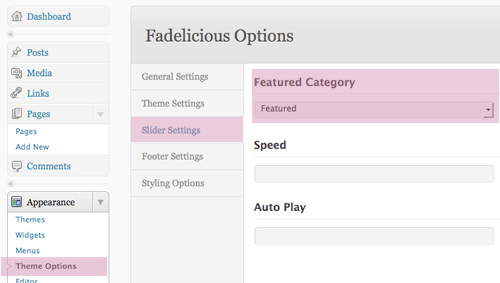 Dashboard
Posts
Media
Links
Pages
Pages
Add New
Comments
Appearance
Themes
Widgets
Menus
Theme Options
Editor
Fadelicious Options
General Settings
Theme Settings
Slider Settings
Footer Settings
Styling Options
Featured Category
Featured
Speed
Auto Play